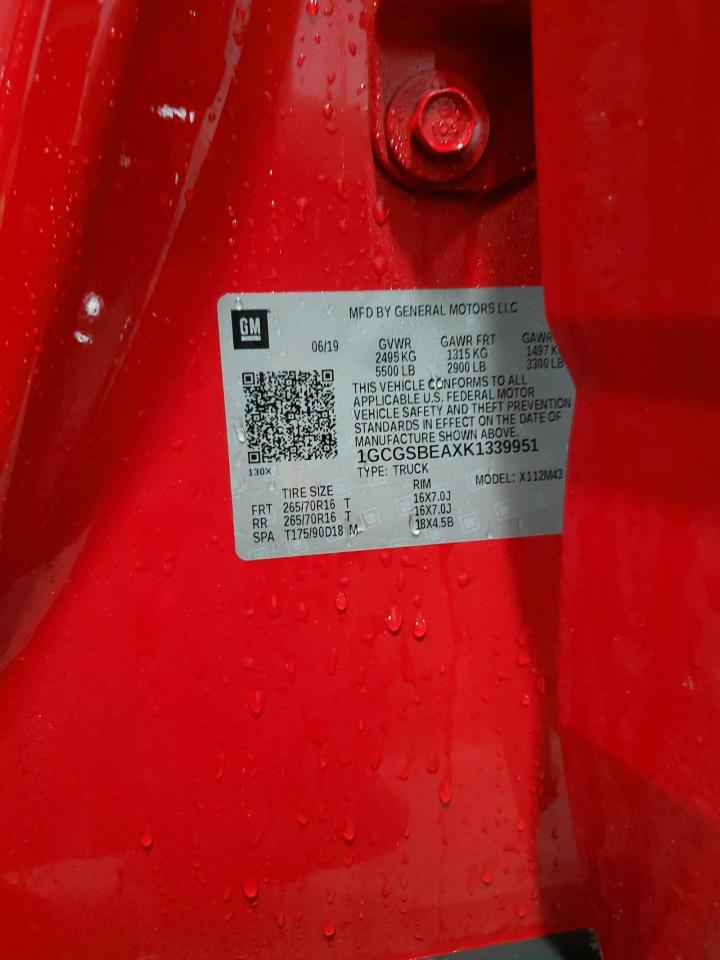 MFD BY GENERAL MOTORS LLC
GM
06/19 GVWR GAWR FRT GAWR
2495 KG 1315 KG 1497 K
5500 LB 2900 LB 3300 LB
THIS VEHICLE CONFORMS TO ALL
APPLICABLE U.S. FEDERAL MOTOR
VEHICLE SAFETY AND THEFT PREVENTION
STANDARDS IN EFFECT ON THE DATE OF
MANUFACTURE SHOWN ABOVE.
1GCGSBEAXK1339951
130X TYPE: TRUCK MODEL: X112M43
TIRE SIZE RIM
FRT 265/70R16 T 16X7.0J
RR 265/70R16 T 16X7.0J
SPA T175/90D18 M 18X4.5B